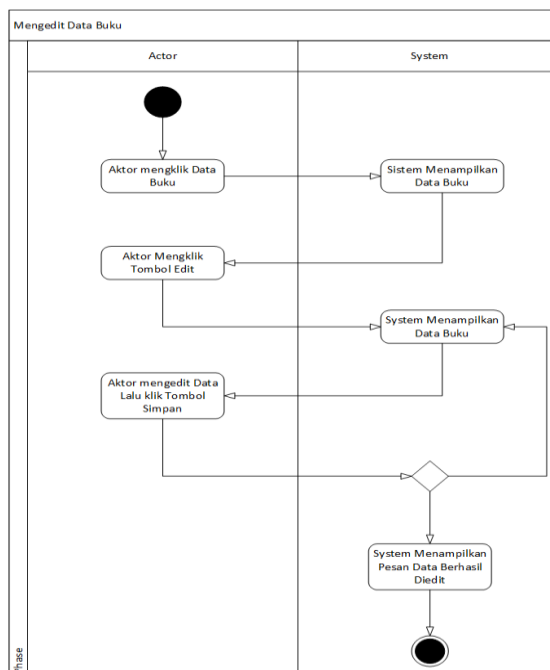 Mengedit Data Buku
Actor
System
Aktor mengklik Data
Buku
Sistem Menampilkan
Data Buku
Aktor Mengklik
Tombol Edit
System Menampilkan
Data Buku
Aktor mengedit Data
Lalu klik Tombol
Simpan
System Menampilkan
Pesan Data Berhasil
Diedit
Phase